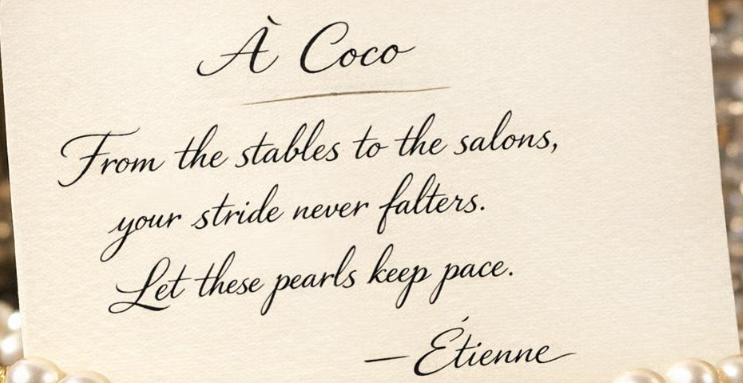 À Coco
From the stables to the salons,
your stride never falters.
Let these pearls keep pace.
— Étienne